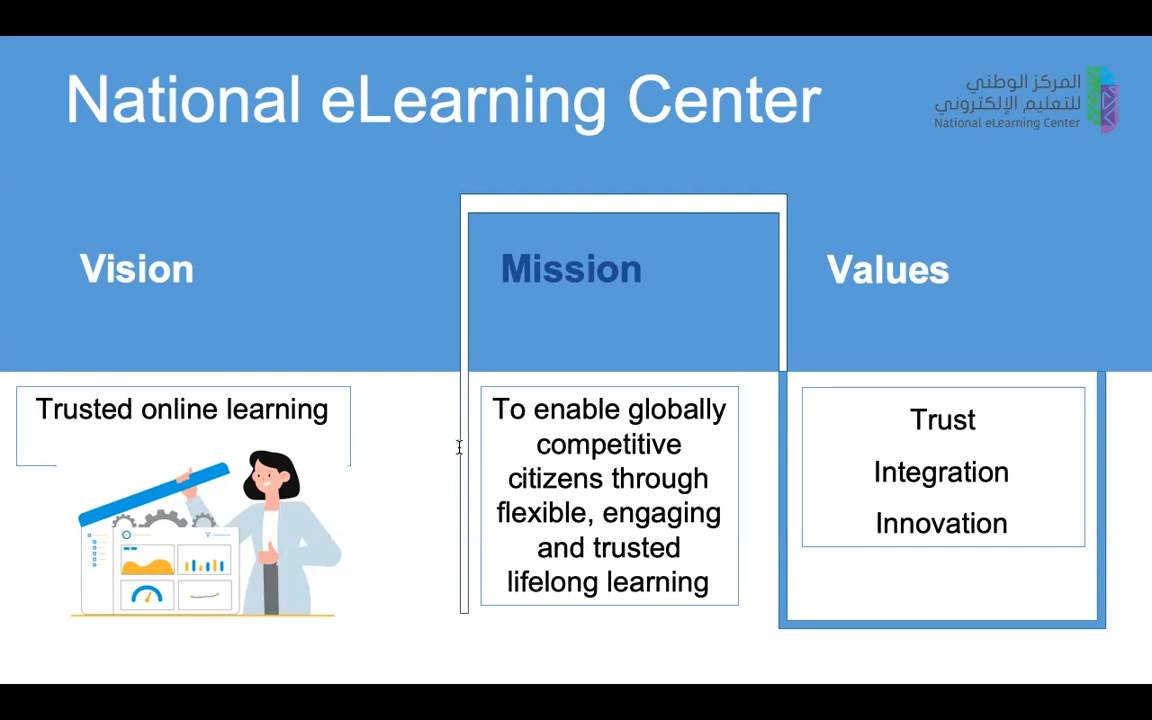 National eLearning Center
المركز الوطني
للتعليم الإلكتروني
National eLearning Center
Vision
Mission
Values
Trusted online learning
To enable globally
competitive
citizens through
flexible, engaging
and trusted
lifelong learning
Trust
Integration
Innovation